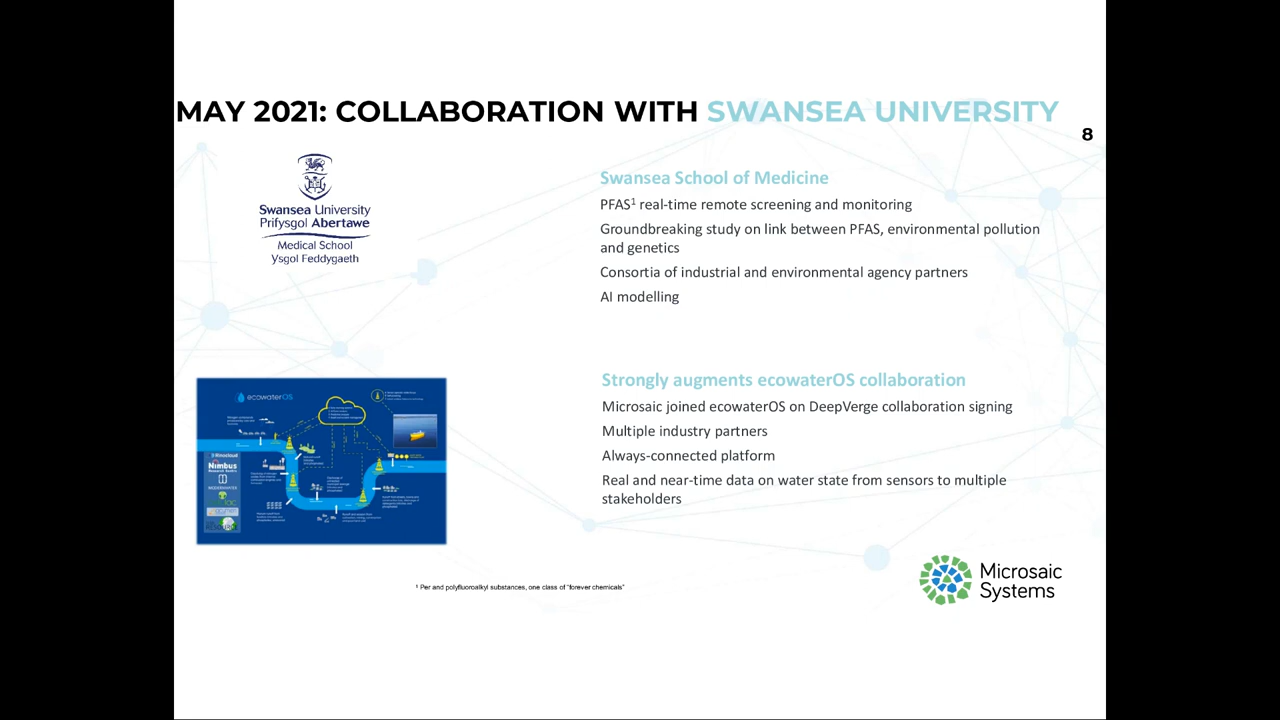 MAY 2021: COLLABORATION WITH SWANSEA UNIVERSITY
8
Swansea University
Prifysgol Abertawe
Medical School
Ysgol Feddygaeth
Swansea School of Medicine
PFAS¹ real-time remote screening and monitoring
Groundbreaking study on link between PFAS, environmental pollution
and genetics
Consortia of industrial and environmental agency partners
AI modelling
ecowaterOS
Nimbus
Strongly augments ecowaterOS collaboration
Microsaic joined ecowaterOS on DeepVerge collaboration signing
Multiple industry partners
Always-connected platform
Real and near-time data on water state from sensors to multiple
stakeholders
¹ Per and polyfluoroalkyl substances, one class of "forever chemicals"
Microsaic
Systems